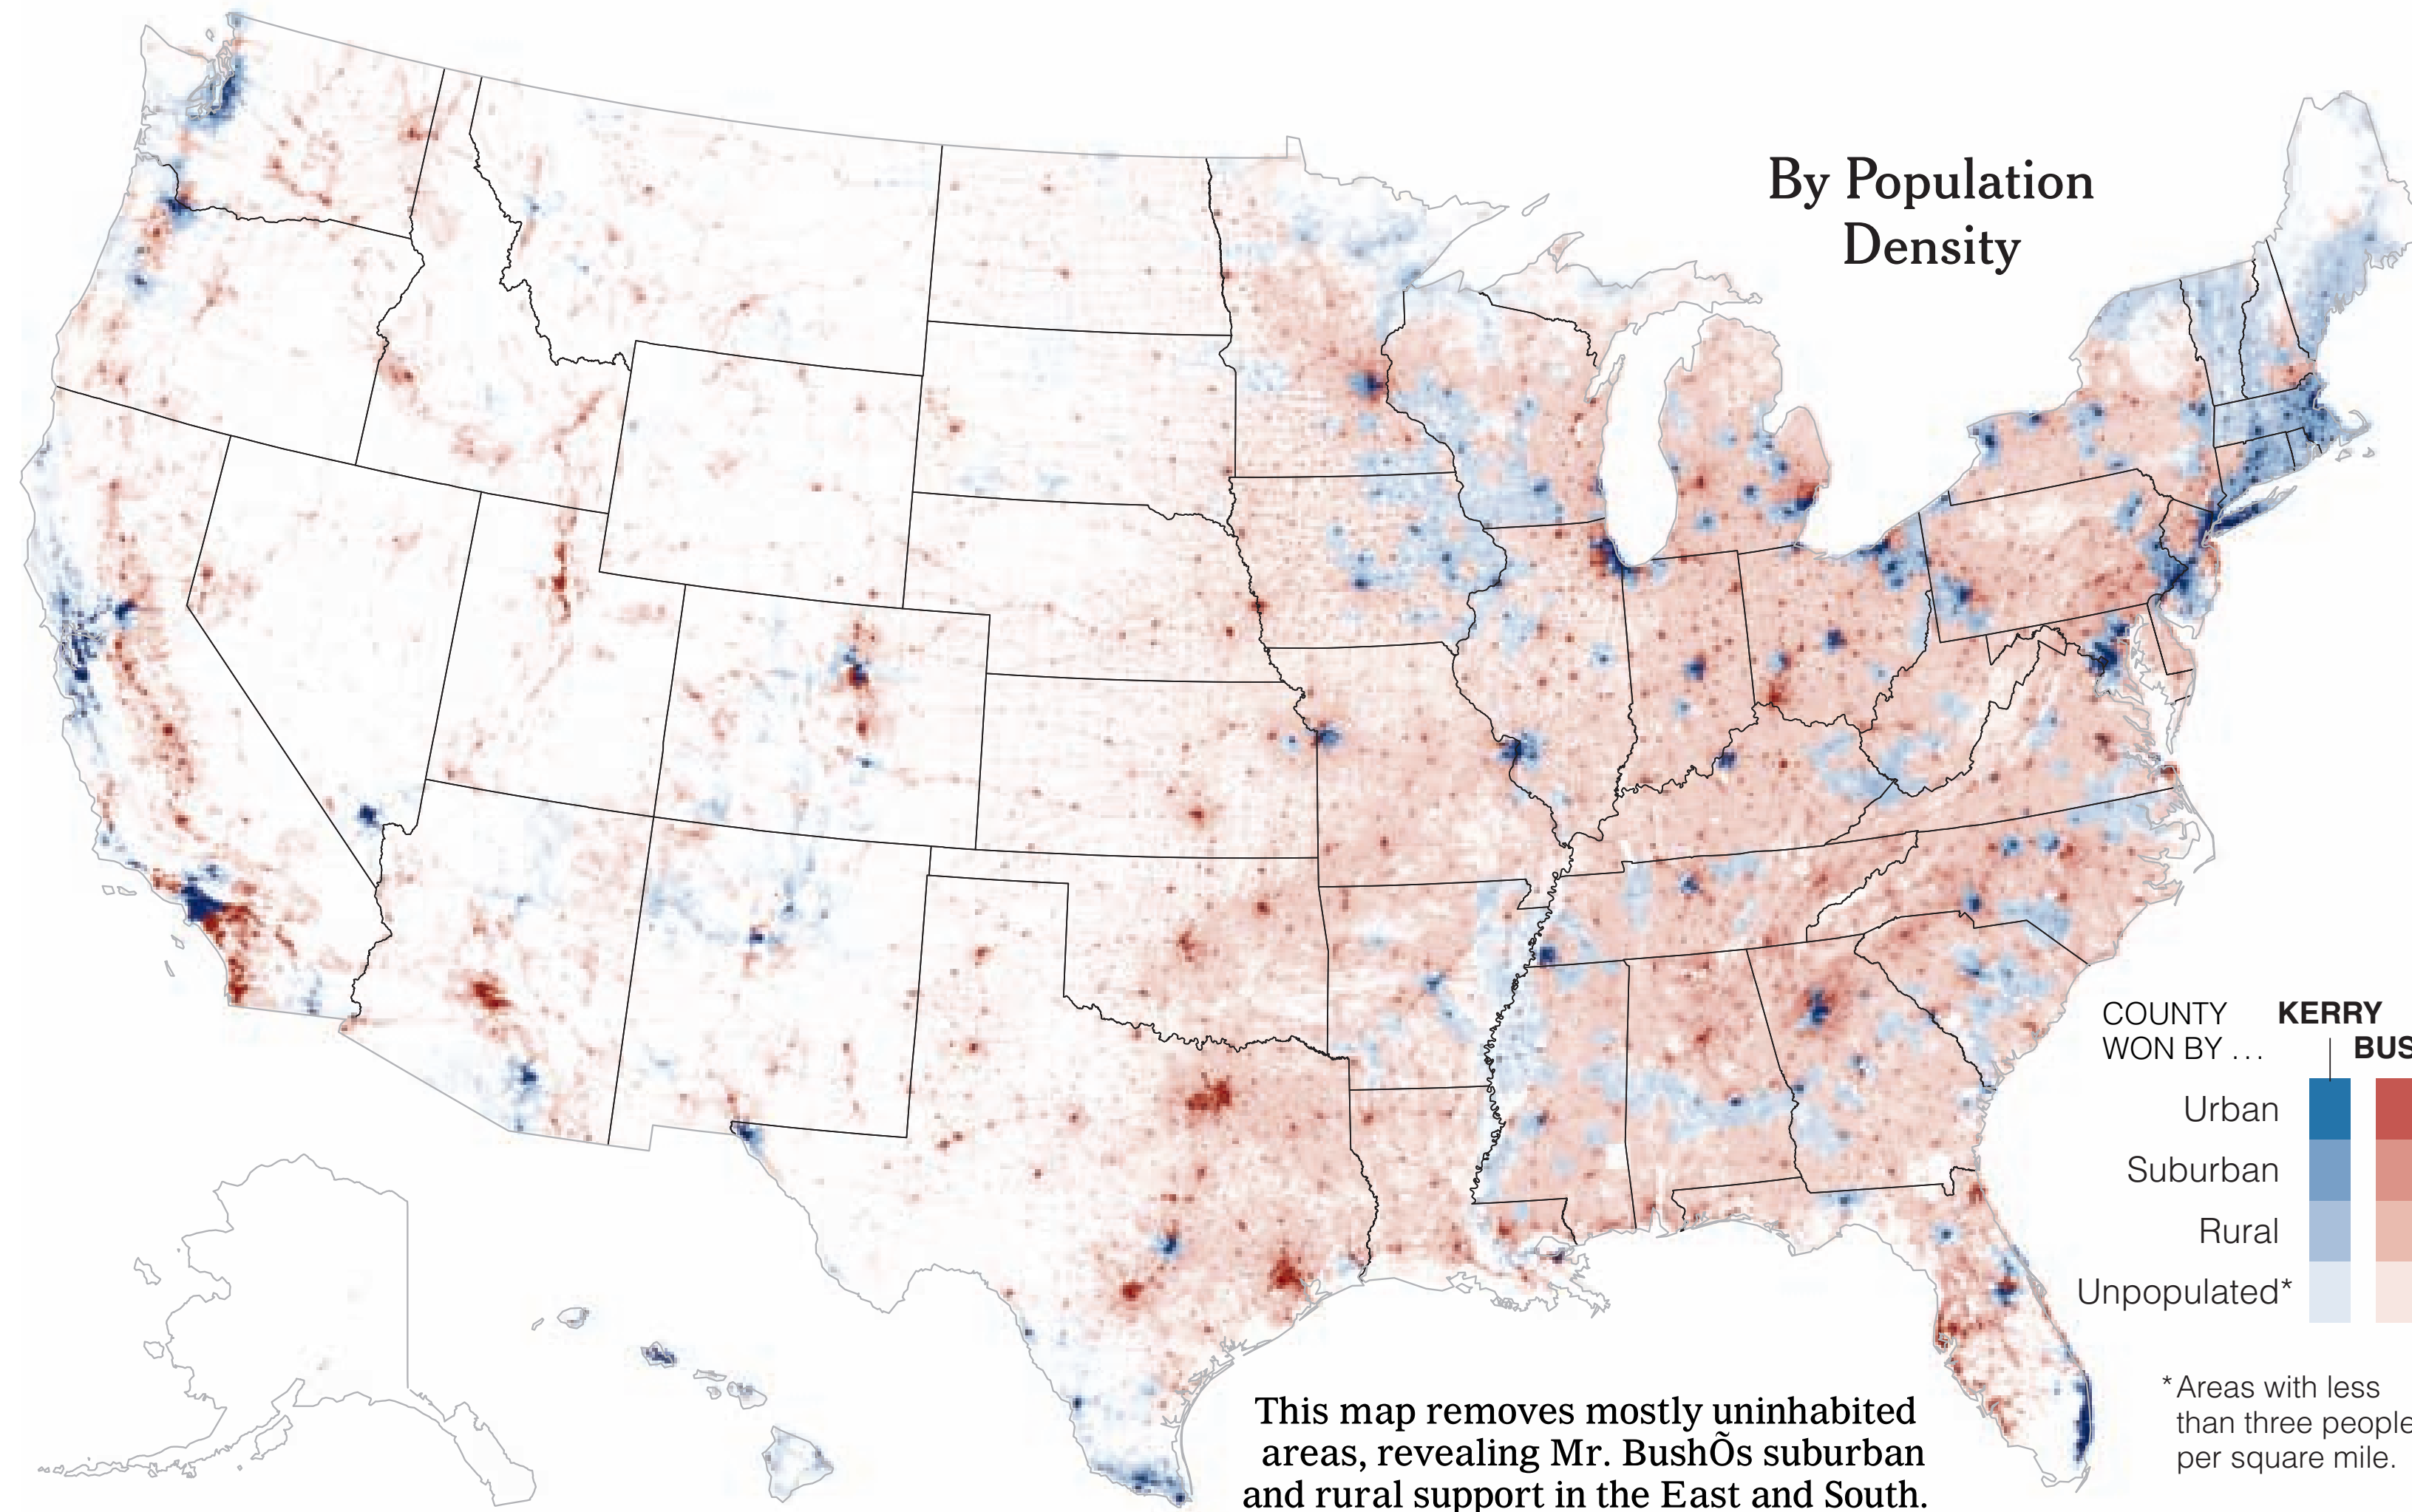 By Population
Density
COUNTY
WON BY ...
KERRY
BUS
Urban
Suburban
Rural
Unpopulated*
*Areas with less
than three people
per square mile.
This map removes mostly uninhabited
areas, revealing Mr. BushÕs suburban
and rural support in the East and South.